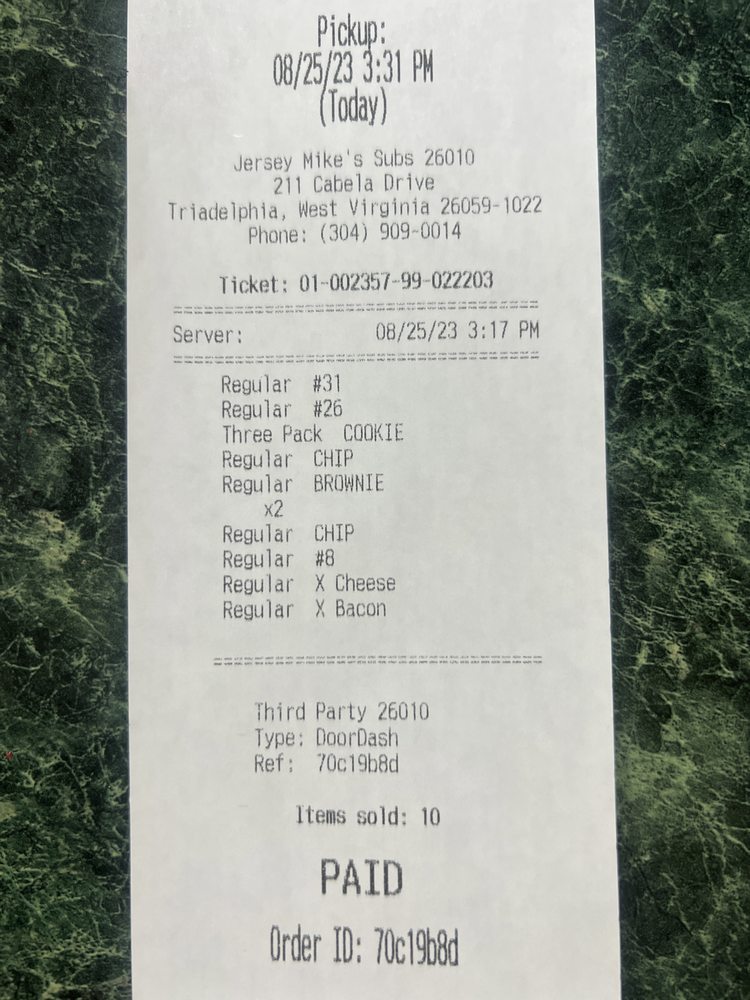 Pickup:
08/25/23 3:31 PM
(Today)
Jersey Mike's Subs 26010
211 Cabela Drive
Triadelphia, West Virginia 26059-1022
Phone: (304) 909-0014
Ticket: 01-002357-99-022203
Server: 08/25/23 3:17 PM
Regular #31
Regular #26
Three Pack COOKIE
Regular CHIP
Regular BROWNIE
x2
Regular CHIP
Regular #8
Regular X Cheese
Regular X Bacon
Third Party 26010
Type: DoorDash
Ref: 70c19b8d
Items sold: 10
PAID
Order ID: 70c19b8d